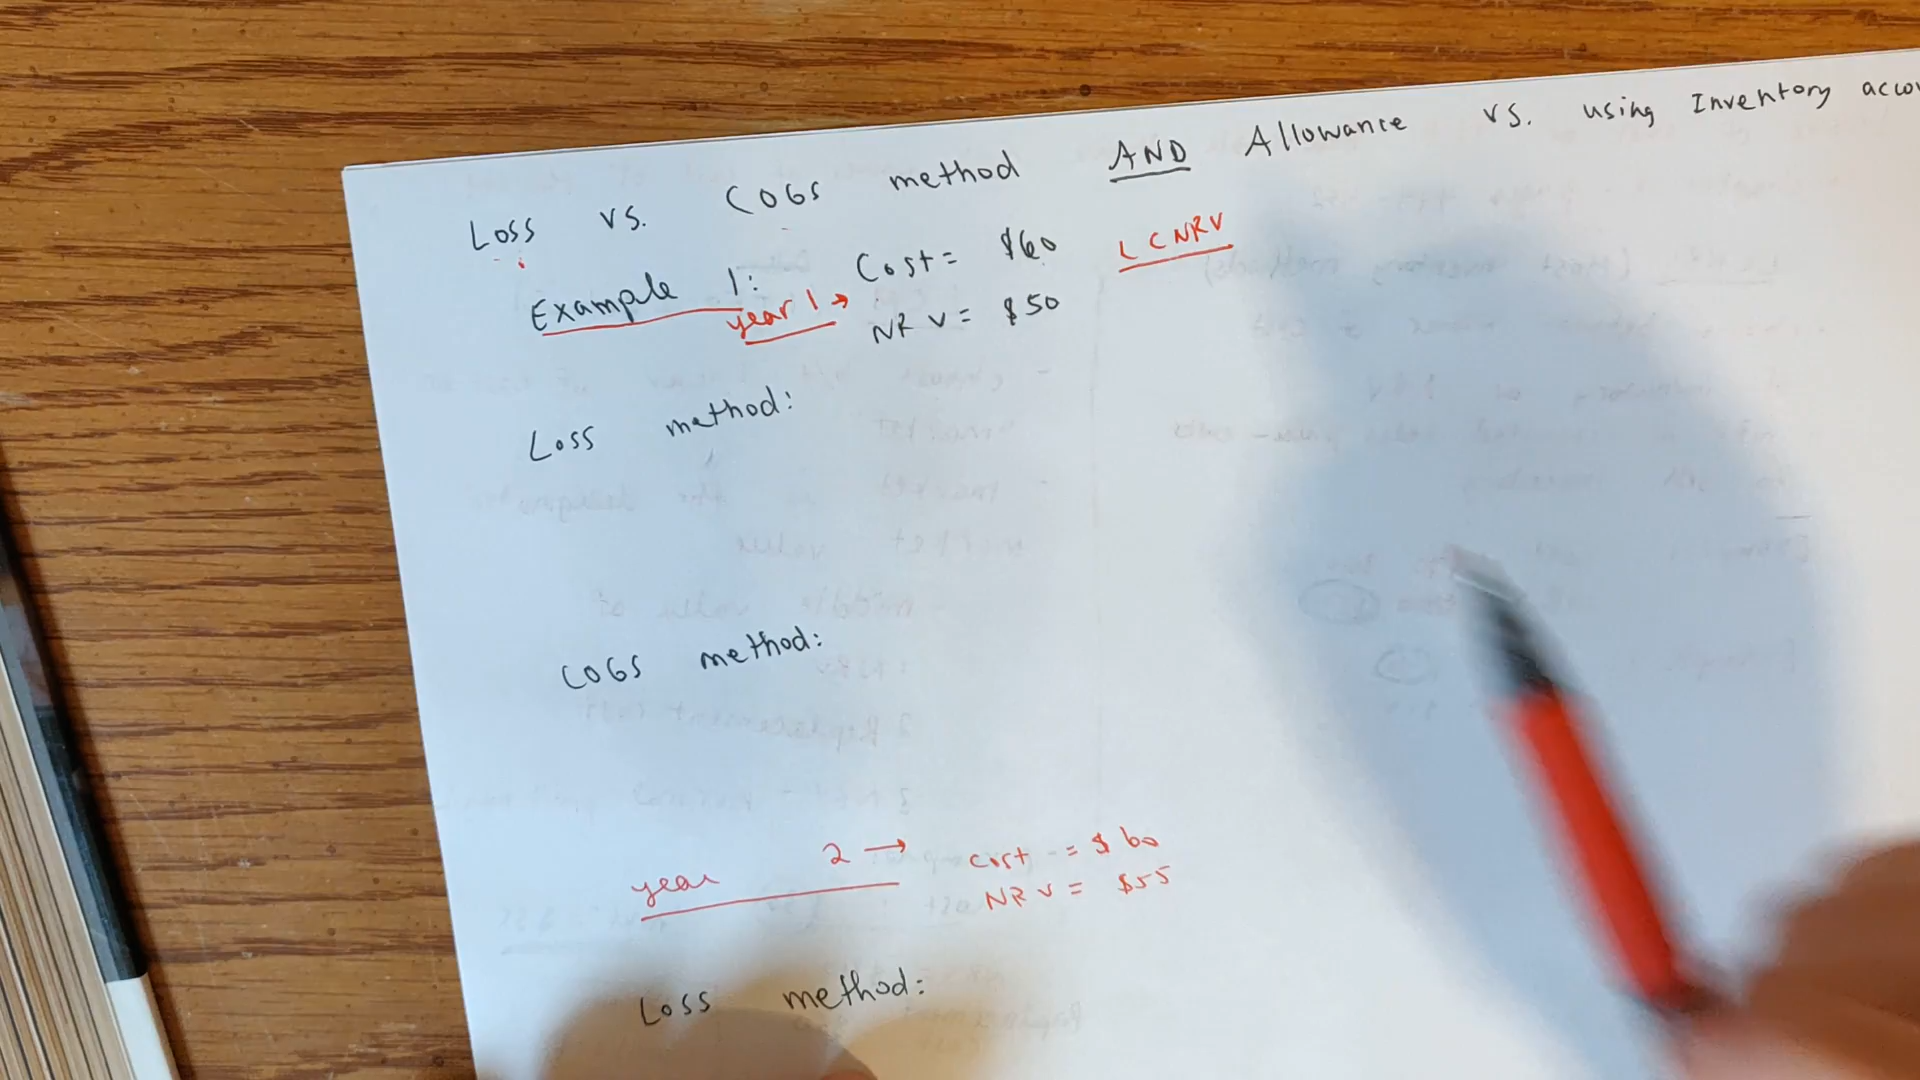 Loss vs. COGS method AND Allowance vs. using Inventory
Example 1: Cost = $60 LCNRV
year 1 → NRV = $50
Loss method:
COGS method:
year 2 → cost = $60
NRV = $55
Loss method: